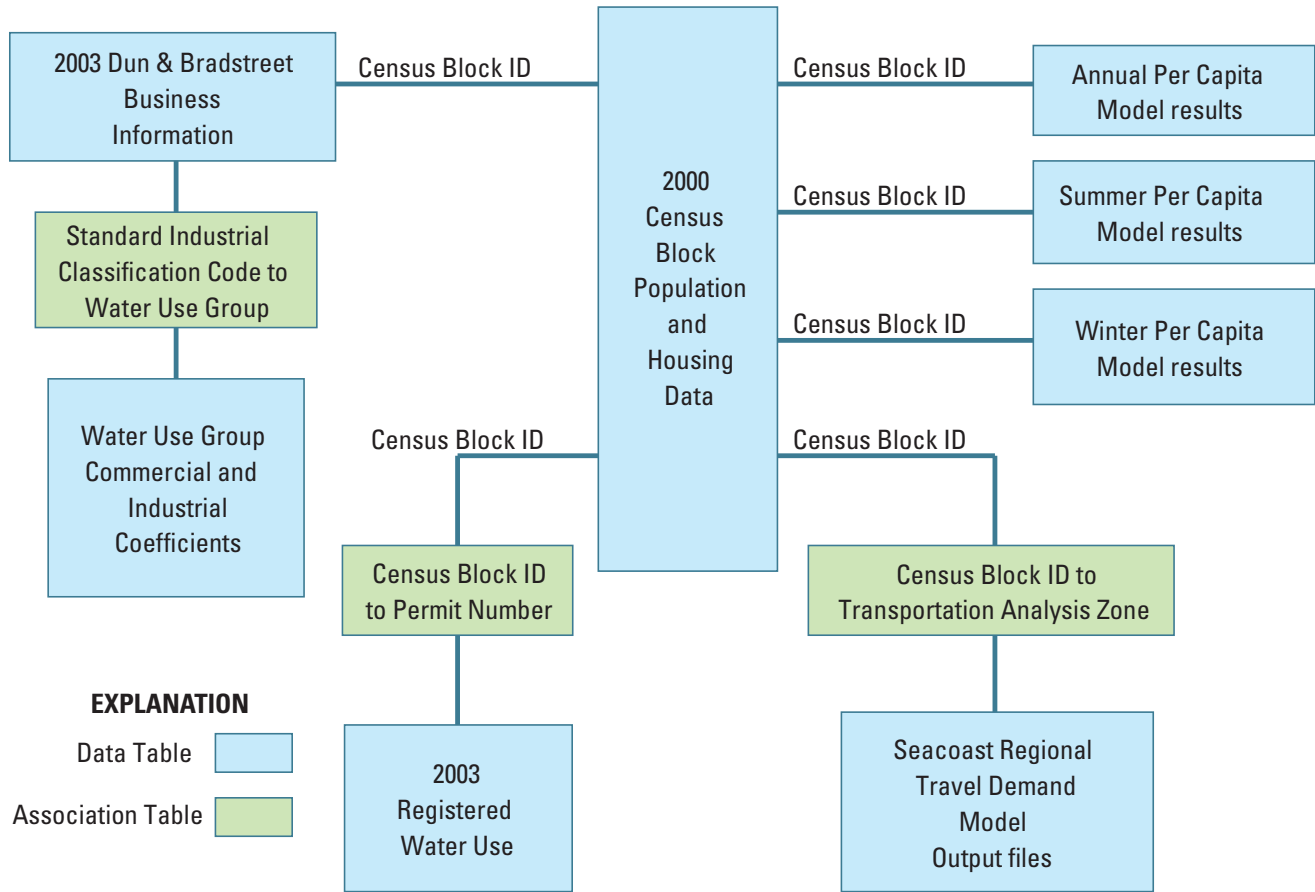 2003 Dun & Bradstreet
Business
Information
Census Block ID
Standard Industrial
Classification Code to
Water Use Group
Water Use Group
Commercial and
Industrial
Coefficients
2000
Census
Block
Population
and
Housing
Data
Census Block ID
Annual Per Capita
Model results
Census Block ID
Summer Per Capita
Model results
Census Block ID
Winter Per Capita
Model results
Census Block ID
Census Block ID
to Permit Number
2003
Registered
Water Use
Census Block ID
Census Block ID to
Transportation Analysis Zone
Seacoast Regional
Travel Demand
Model
Output files
EXPLANATION
Data Table
Association Table